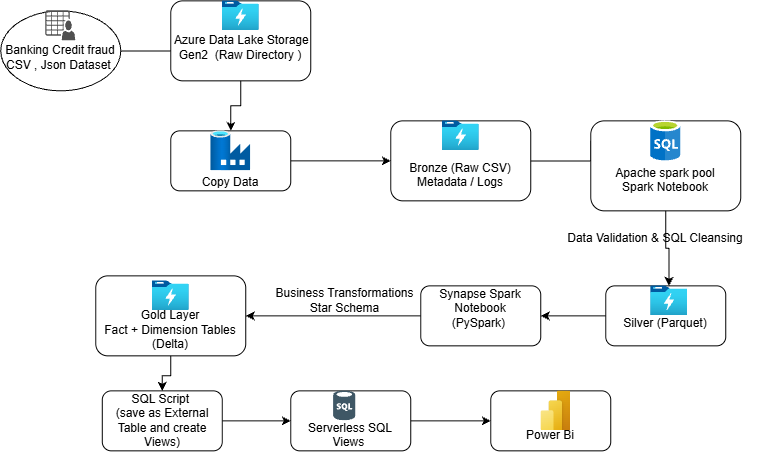 Banking Credit fraud
CSV , Json Dataset
Azure Data Lake Storage
Gen2 (Raw Directory )
Copy Data
Bronze (Raw CSV)
Metadata / Logs
SQL
Apache spark pool
Spark Notebook
Data Validation & SQL Cleansing
Silver (Parquet)
Synapse Spark
Notebook
(PySpark)
Business Transformations
Star Schema
Gold Layer
Fact + Dimension Tables
(Delta)
SQL Script
(save as External
Table and create
Views)
SQL
Serverless SQL
Views
Power Bi